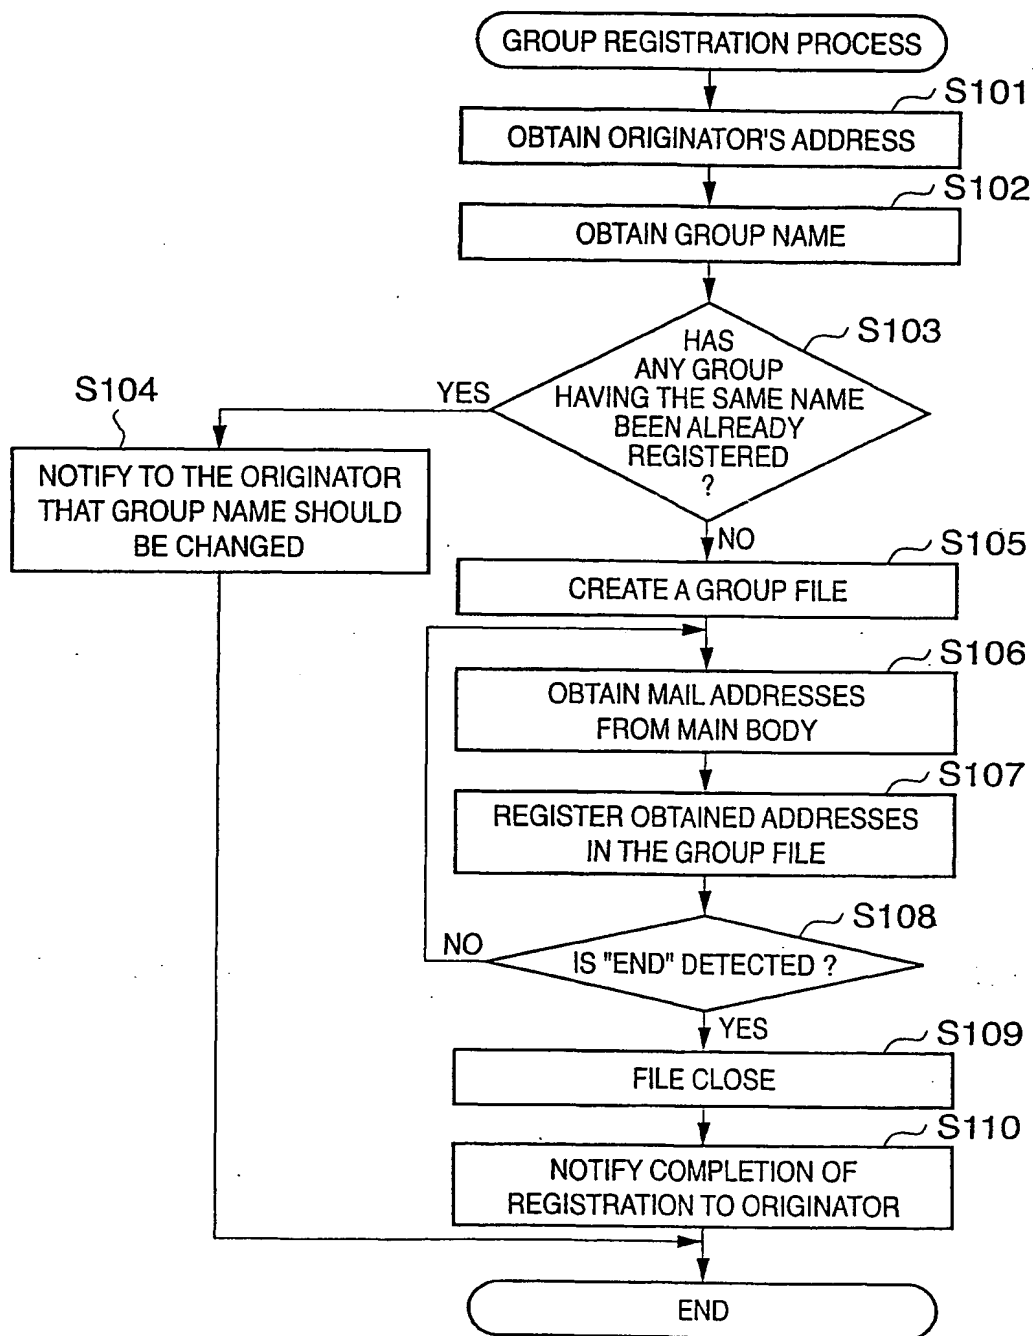 GROUP REGISTRATION PROCESS
S101
OBTAIN ORIGINATOR'S ADDRESS
S102
OBTAIN GROUP NAME
S103
HAS
ANY GROUP
HAVING THE SAME NAME
BEEN ALREADY
REGISTERED
?
YES
S104
NOTIFY TO THE ORIGINATOR
THAT GROUP NAME SHOULD
BE CHANGED
NO
S105
CREATE A GROUP FILE
S106
OBTAIN MAIL ADDRESSES
FROM MAIN BODY
S107
REGISTER OBTAINED ADDRESSES
IN THE GROUP FILE
S108
NO
IS "END" DETECTED ?
YES
S109
FILE CLOSE
S110
NOTIFY COMPLETION OF
REGISTRATION TO ORIGINATOR
END